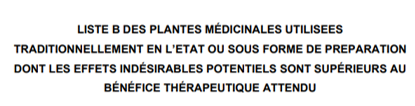 LISTE B DES PLANTES MÉDICINALES UTILISEES
TRADITIONNELLEMENT EN L'ETAT OU SOUS FORME DE PREPARATION
DONT LES EFFETS INDÉSIRABLES POTENTIELS SONT SUPÉRIEURS AU
BÉNÉFICE THÉRAPEUTIQUE ATTENDU